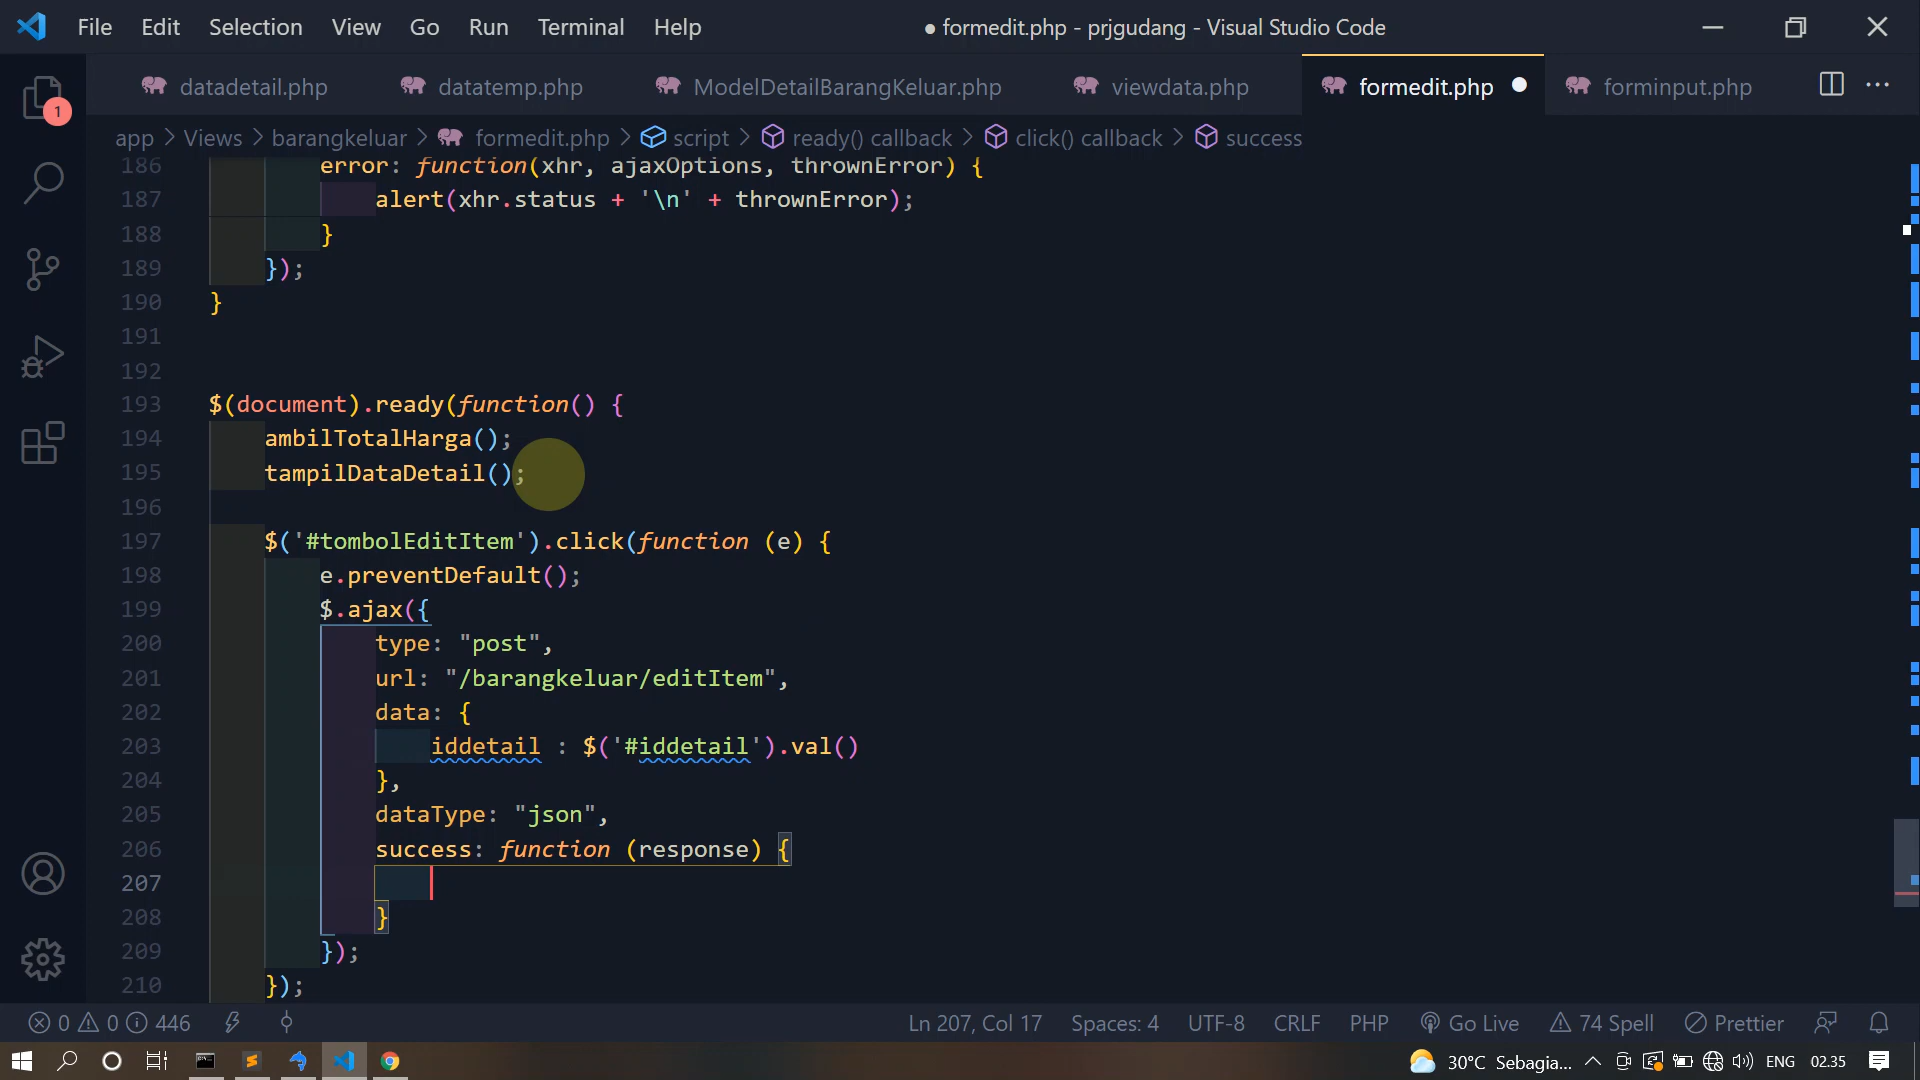 File Edit Selection View Go Run Terminal Help
● formedit.php - prjgudang - Visual Studio Code
datadetail.php datatemp.php ModelDetailBarangKeluar.php viewdata.php formedit.php ● forminput.php ···
1
app > Views > barangkeluar > formedit.php > script > ready() callback > click() callback > success
186 error: function(xhr, ajaxOptions, thrownError) {
187 alert(xhr.status + '\n' + thrownError);
188 }
189 });
190 }
191
192
193 $(document).ready(function() {
194 ambilTotalHarga();
195 tampilDataDetail();
196
197 $('#tombolEditItem').click(function (e) {
198 e.preventDefault();
199 $.ajax({
200 type: "post",
201 url: "/barangkeluar/editItem",
202 data: {
203 iddetail : $('#iddetail').val()
204 },
205 dataType: "json",
206 success: function (response) {
207
208 }
209 });
210 });
0 0 446 Ln 207, Col 17 Spaces: 4 UTF-8 CRLF PHP Go Live 74 Spell Prettier
30°C Sebagia... ENG 02.35